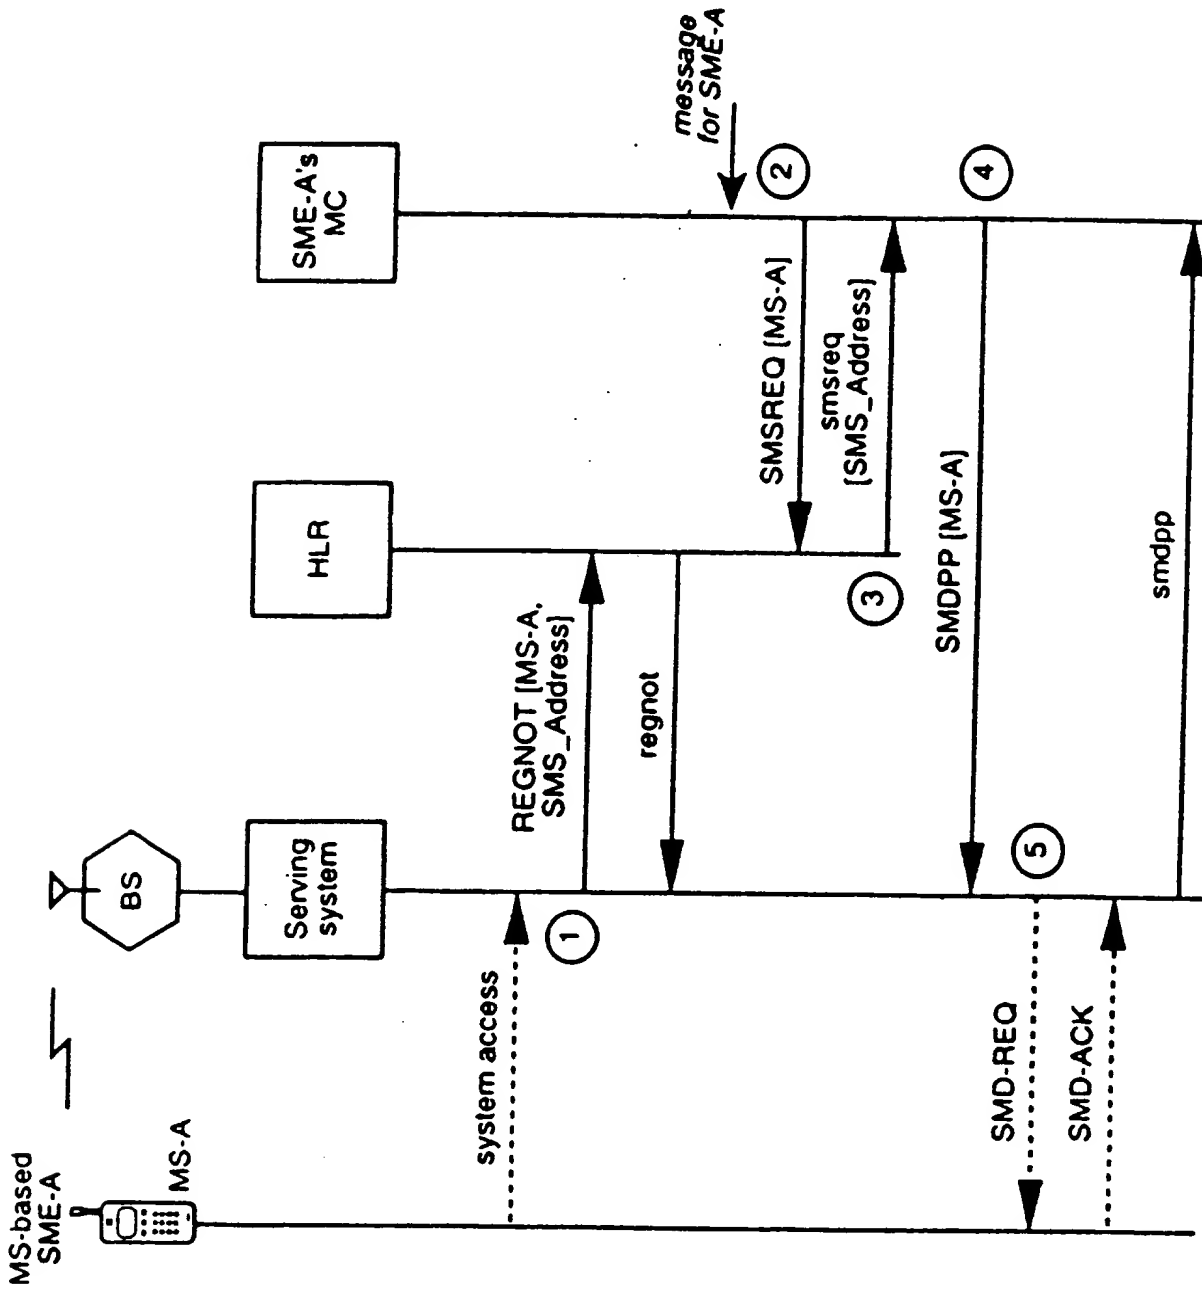 MS-based
SME-A
MS-A
BS
Serving
system
HLR
SME-A's
MC
system access
1
REGNOT [MS-A,
SMS_Address]
regnot
message
for SME-A
2
SMSREQ [MS-A]
smsreq
[SMS_Address]
3
SMDPP [MS-A]
4
5
SMD-REQ
SMD-ACK
smdpp